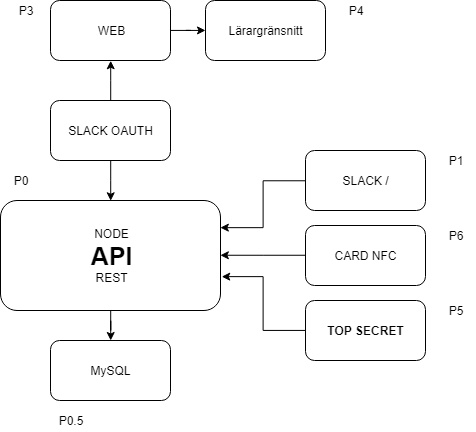 P3
WEB
Lärargränsnitt
P4
SLACK OAUTH
P0
NODE
API
REST
SLACK /
P1
CARD NFC
P6
TOP SECRET
P5
MySQL
P0.5